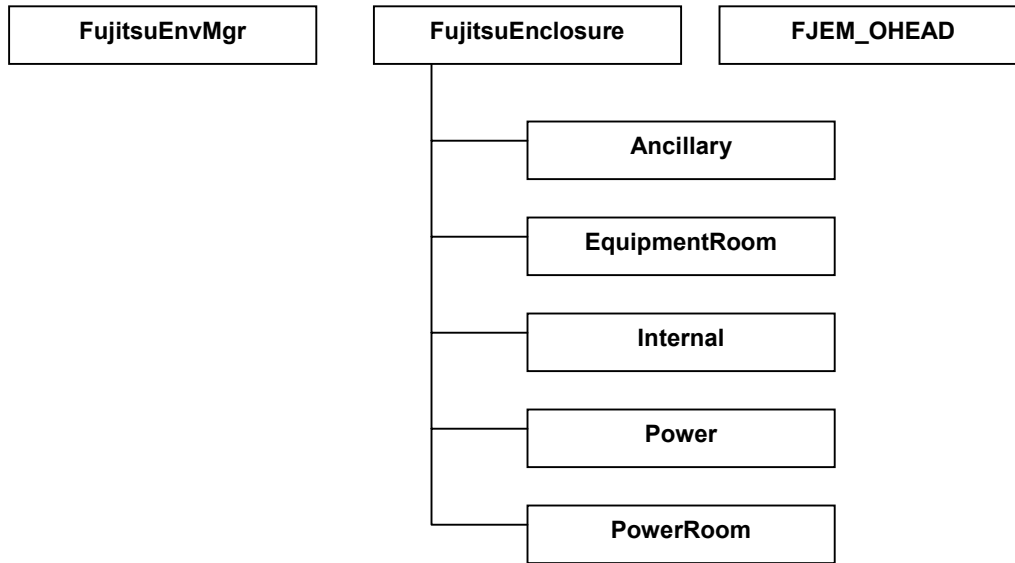 FujitsuEnvMgr
FujitsuEnclosure
FJEM_OHEAD
Ancillary
EquipmentRoom
Internal
Power
PowerRoom